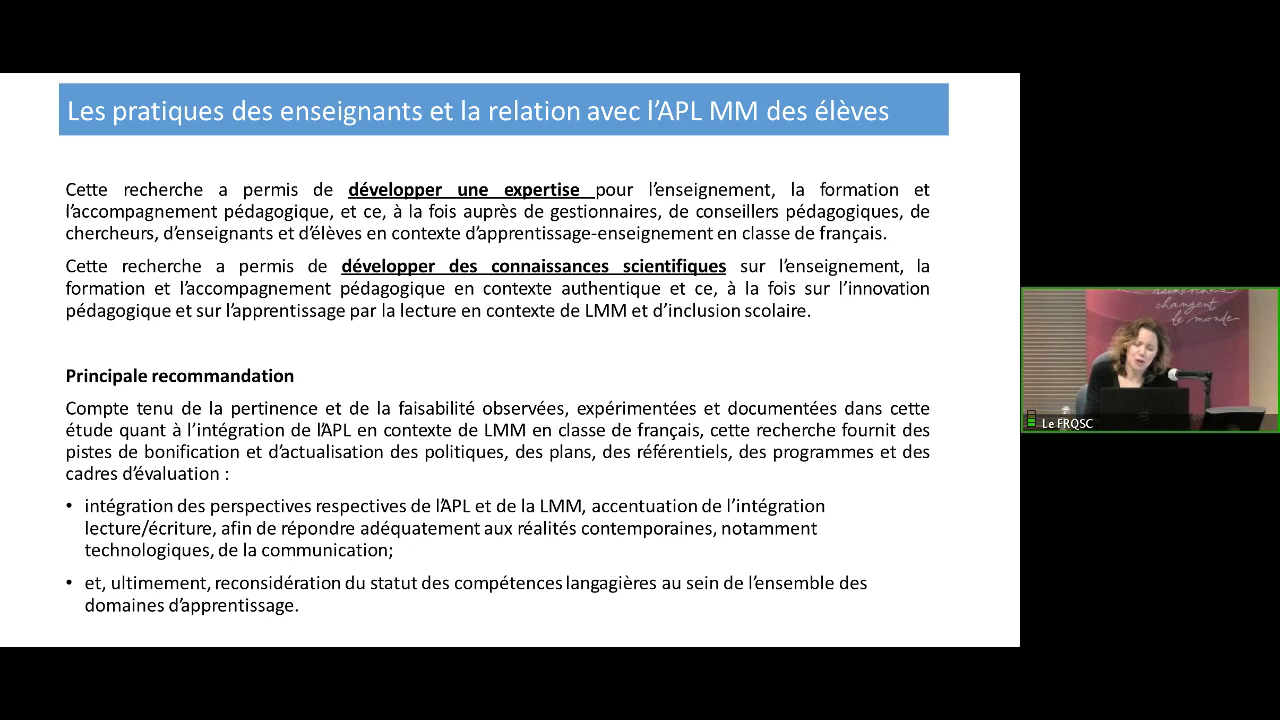 Les pratiques des enseignants et la relation avec l'APL MM des élèves
Cette recherche a permis de développer une expertise pour l'enseignement, la formation et
l'accompagnement pédagogique, et ce, à la fois auprès de gestionnaires, de conseillers pédagogiques, de
chercheurs, d'enseignants et d'élèves en contexte d'apprentissage-enseignement en classe de français.
Cette recherche a permis de développer des connaissances scientifiques sur l'enseignement, la
formation et l'accompagnement pédagogique en contexte authentique et ce, à la fois sur l'innovation
pédagogique et sur l'apprentissage par la lecture en contexte de LMM et d'inclusion scolaire.
Principale recommandation
Compte tenu de la pertinence et de la faisabilité observées, expérimentées et documentées dans cette
étude quant à l'intégration de l'APL en contexte de LMM en classe de français, cette recherche fournit des
pistes de bonification et d'actualisation des politiques, des plans, des référentiels, des programmes et des
cadres d'évaluation :
• intégration des perspectives respectives de l'APL et de la LMM, accentuation de l'intégration
lecture/écriture, afin de répondre adéquatement aux réalités contemporaines, notamment
technologiques, de la communication;
• et, ultimement, reconsidération du statut des compétences langagières au sein de l'ensemble des
domaines d'apprentissage.
changent
le monde
Le FRQSC